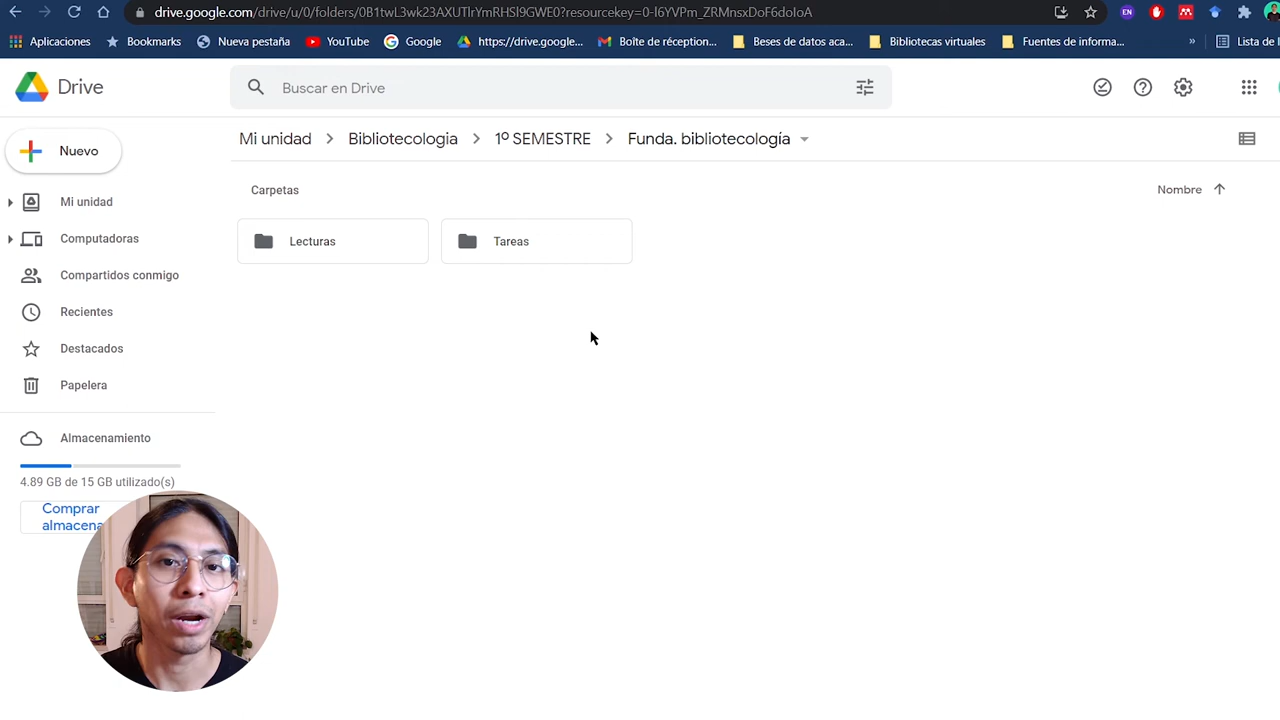 drive.google.com/drive/u/0/folders/0B1twL3wk23AXUTlrYmRHSl9GWE0?resourcekey=0-I6YVPm_ZRMnszDoF6doIoA
EN
Aplicaciones Bookmarks Nueva pestaña YouTube Google https://drive.google... Boîte de réception... Beses de datos aca... Bibliotecas virtuales Fuentes de informa... » Lista de l
Drive
Buscar en Drive
Nuevo
Mi unidad > Bibliotecologia > 1º SEMESTRE > Funda. bibliotecología
Carpetas
Nombre
Mi unidad
Computadoras
Compartidos conmigo
Recientes
Destacados
Papelera
Almacenamiento
4.89 GB de 15 GB utilizado(s)
Comprar
almacena
Lecturas
Tareas